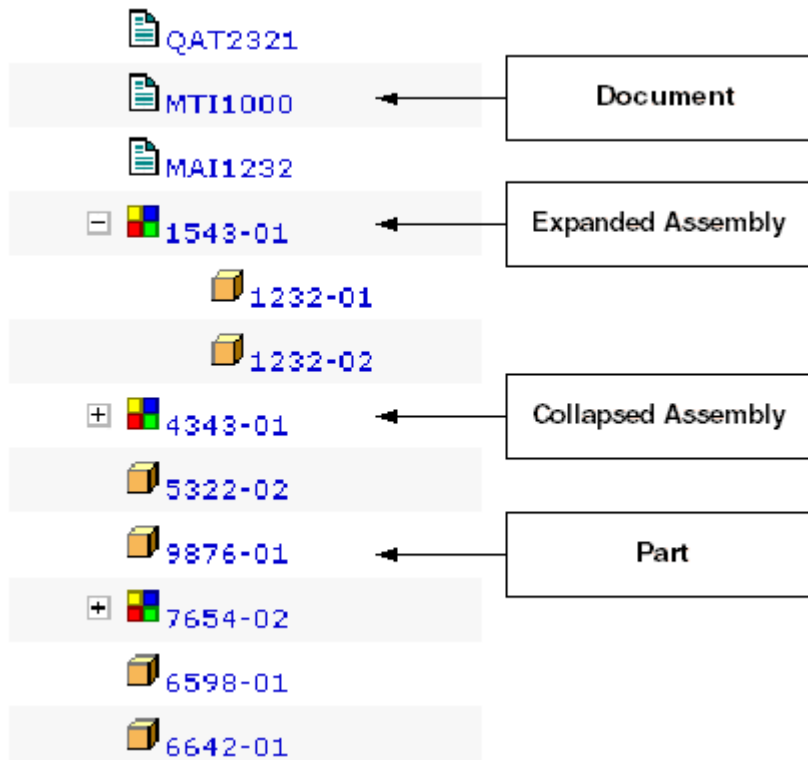 QAT2321
MTI1000
Document
MAI1232
1543-01
Expanded Assembly
1232-01
1232-02
4343-01
Collapsed Assembly
5322-02
9876-01
Part
7654-02
6598-01
6642-01